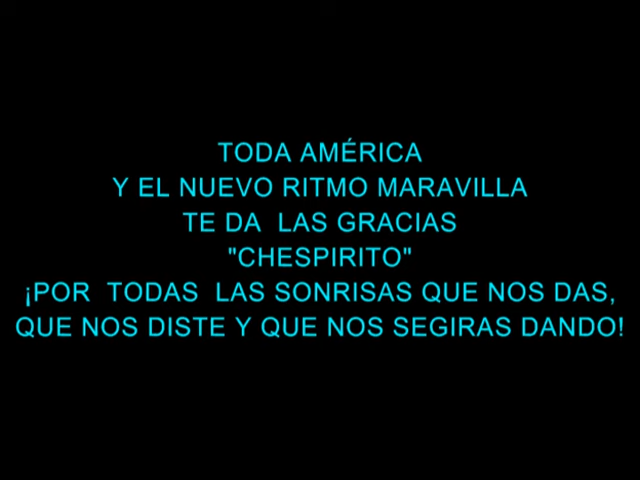 TODA AMÉRICA
Y EL NUEVO RITMO MARAVILLA
TE DA  LAS GRACIAS
"CHESPIRITO"
¡POR  TODAS  LAS SONRISAS QUE NOS DAS,
QUE NOS DISTE Y QUE NOS SEGIRAS DANDO!